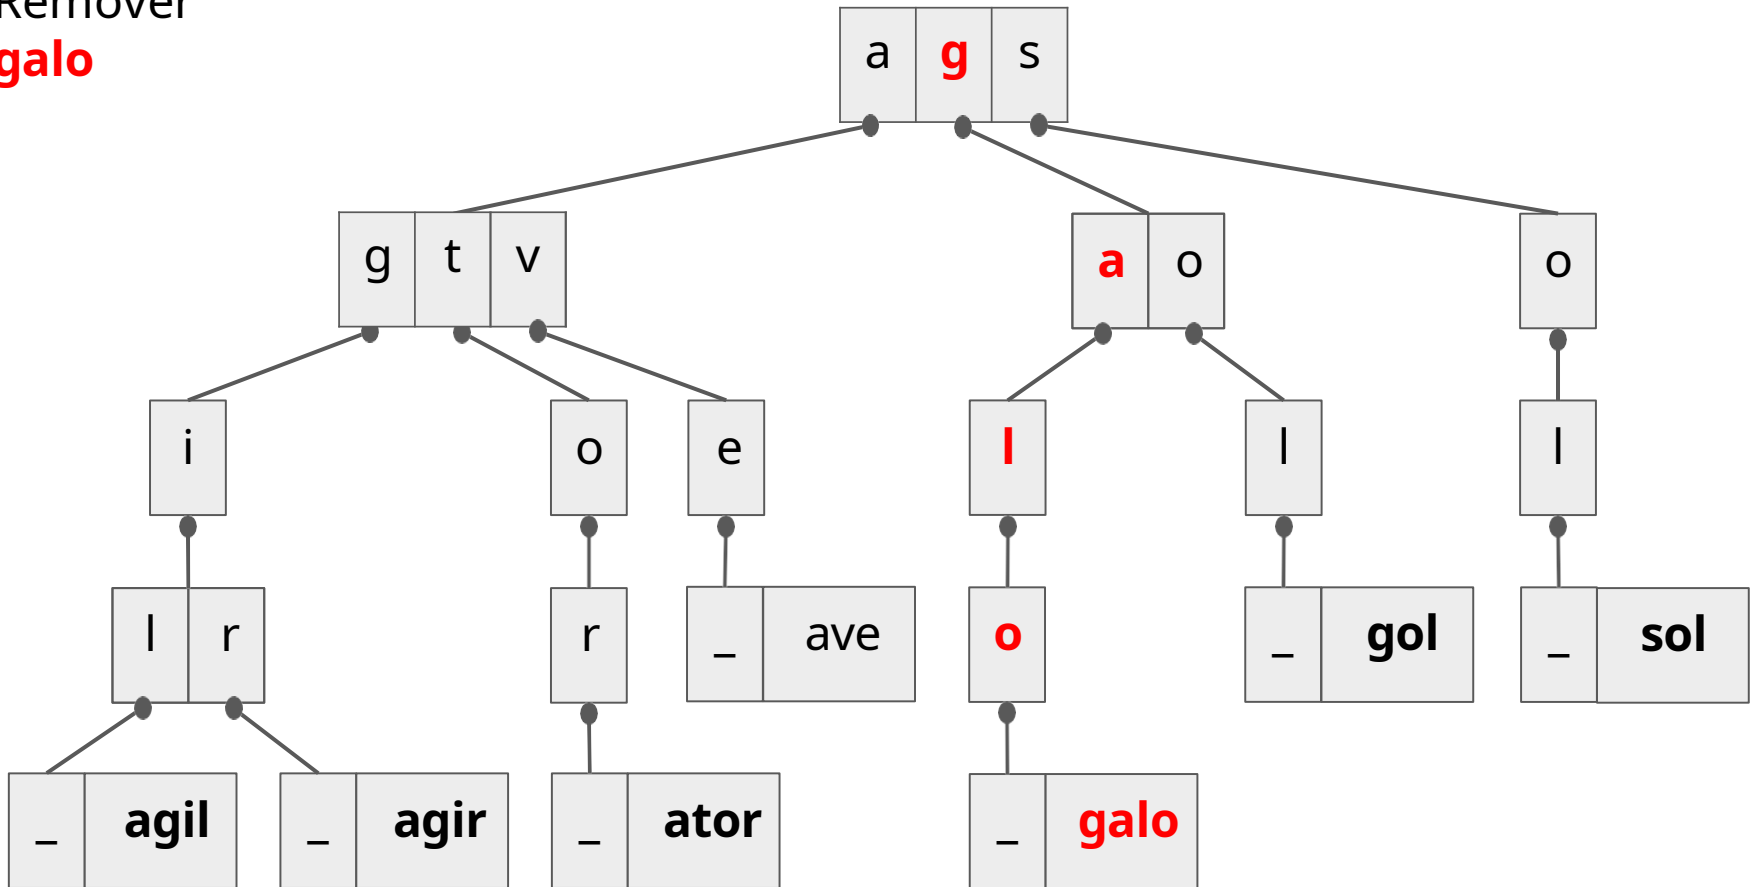 Remover
galo
a g s
g t v
a o
o
i
o
e
l
l
l
l r
r
_ ave
o
_ gol
_ sol
_ agil
_ agir
_ ator
_ galo